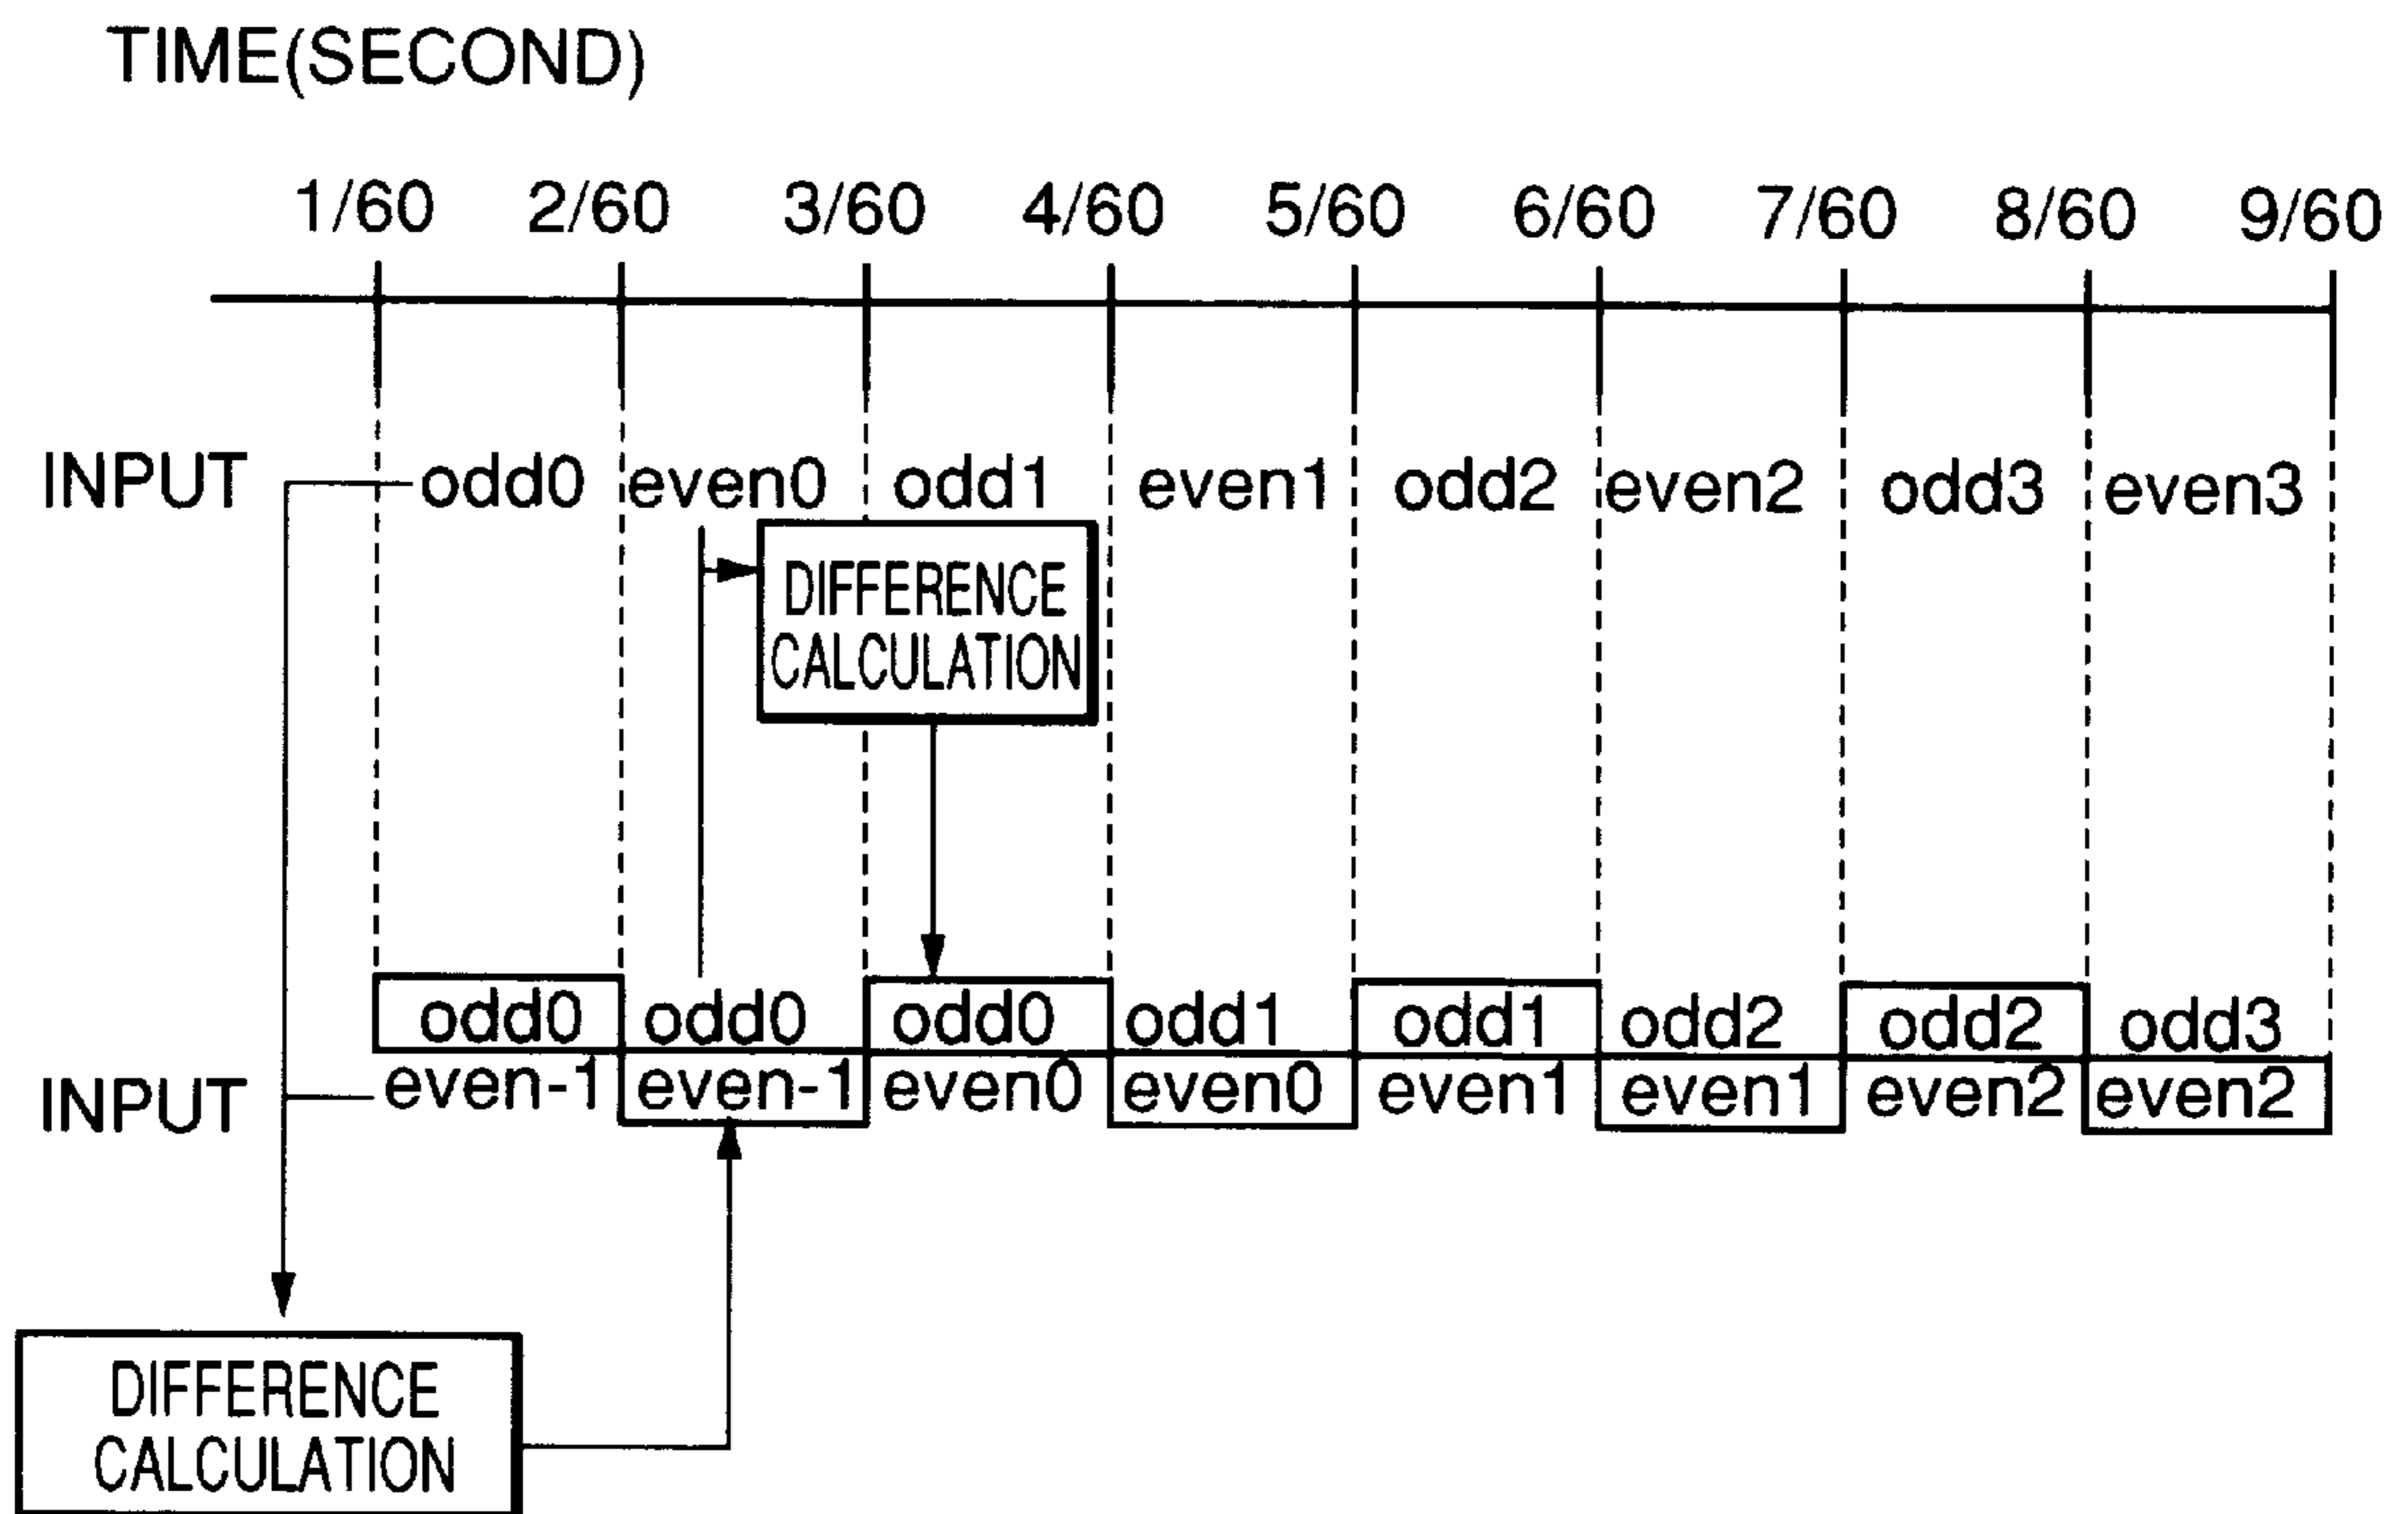 TIME(SECOND)
1/60 2/60 3/60 4/60 5/60 6/60 7/60 8/60 9/60
INPUT odd0 even0 odd1 even1 odd2 even2 odd3 even3
DIFFERENCE
CALCULATION
odd0 odd0 odd0 odd1 odd1 odd2 odd2 odd3
INPUT even-1 even-1 even0 even0 even1 even1 even2 even2
DIFFERENCE
CALCULATION